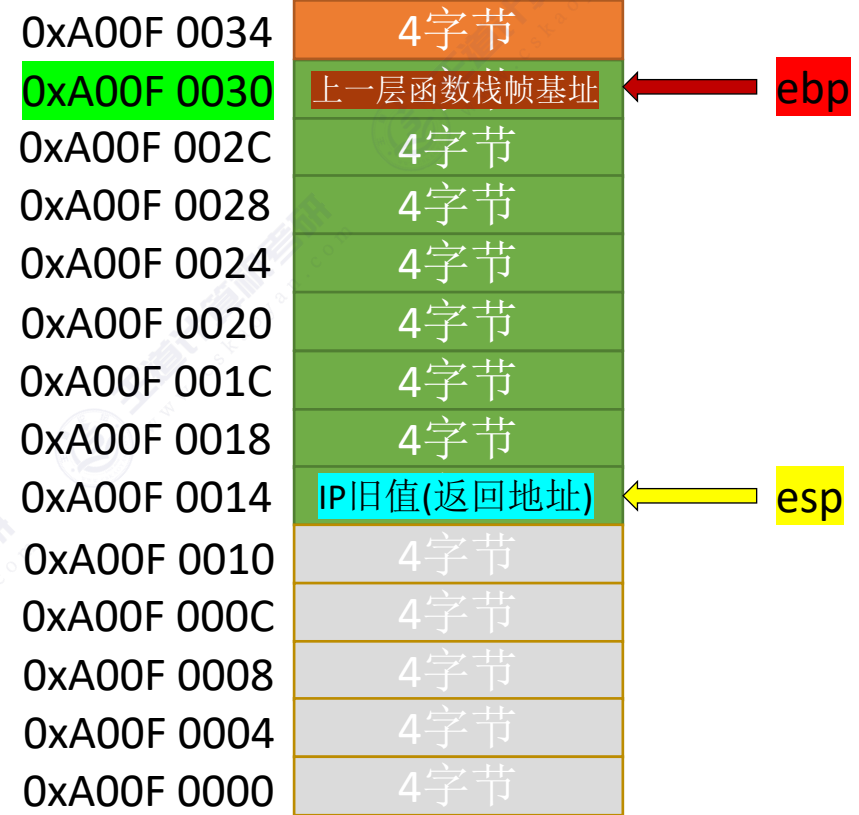 0xA00F 0034 4字节
0xA00F 0030 上一层函数栈帧基址 ebp
0xA00F 002C 4字节
0xA00F 0028 4字节
0xA00F 0024 4字节
0xA00F 0020 4字节
0xA00F 001C 4字节
0xA00F 0018 4字节
0xA00F 0014 IP旧值(返回地址) esp
0xA00F 0010 4字节
0xA00F 000C 4字节
0xA00F 0008 4字节
0xA00F 0004 4字节
0xA00F 0000 4字节